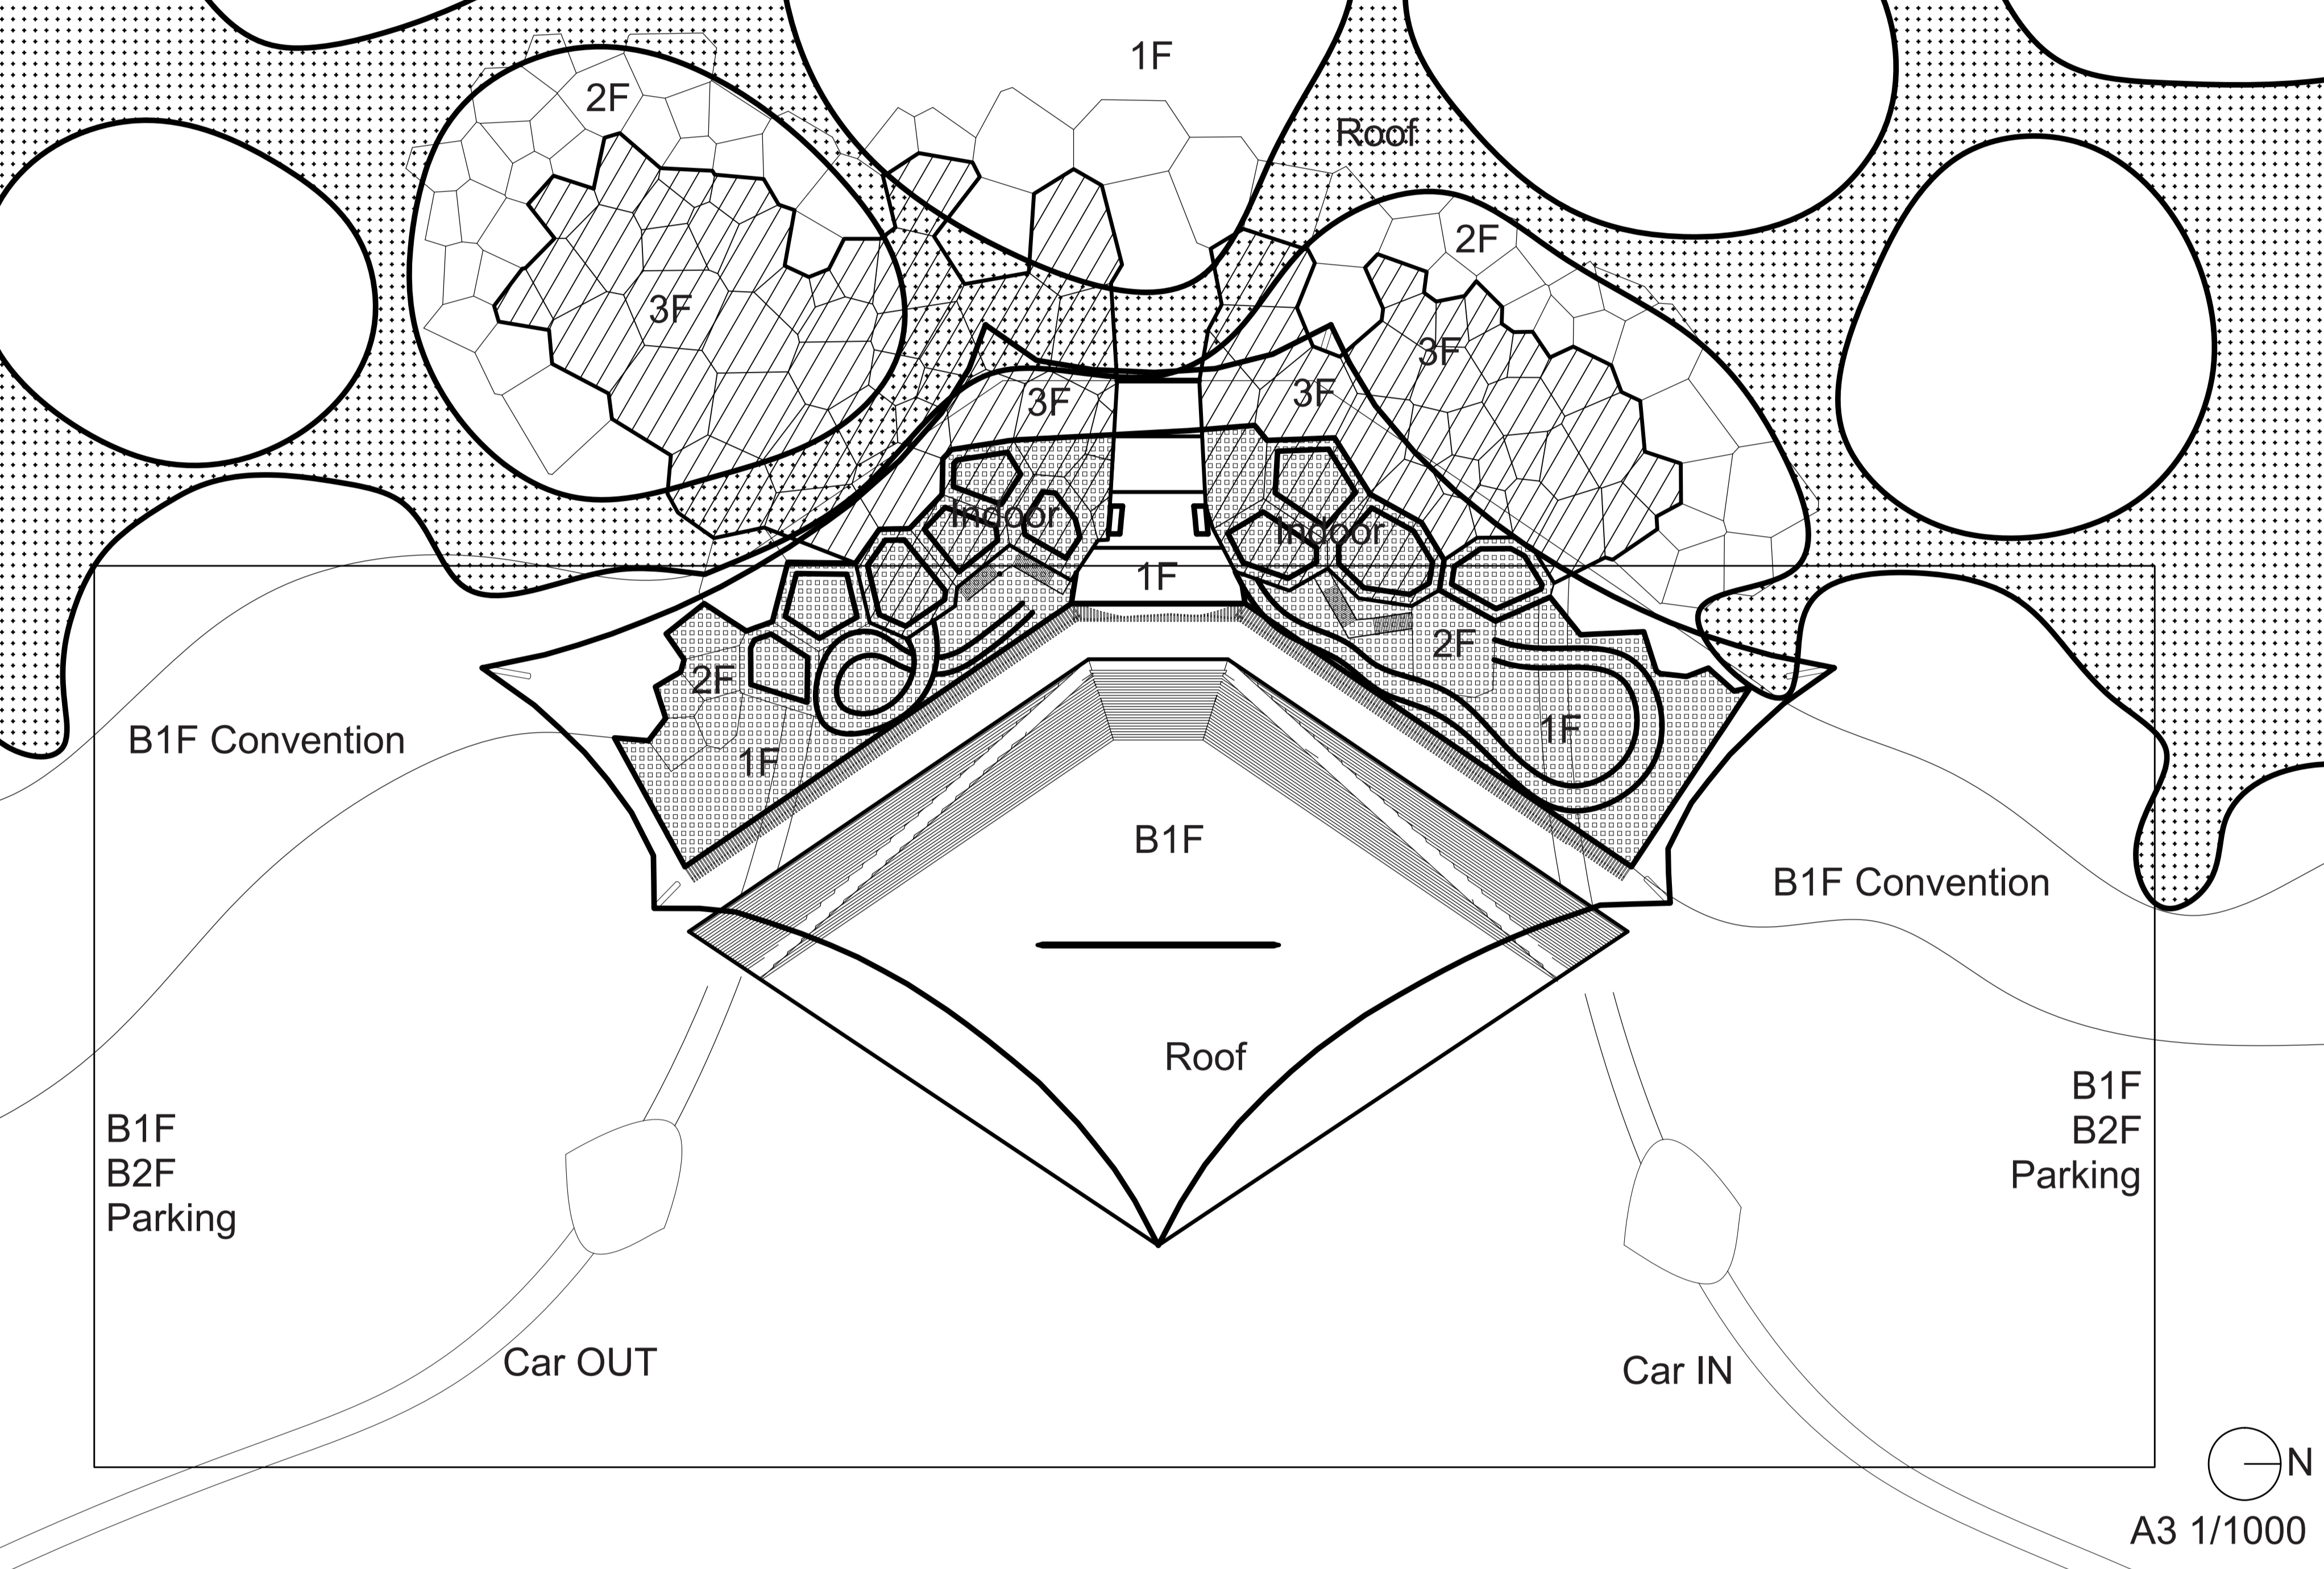 1F
2F
Roof
2F
3F
3F
3F
3F
Indoor
Indoor
1F
2F
2F
1F
1F
B1F Convention
B1F
B1F Convention
Roof
B1F
B2F
Parking
B1F
B2F
Parking
Car OUT
Car IN
N
A3 1/1000